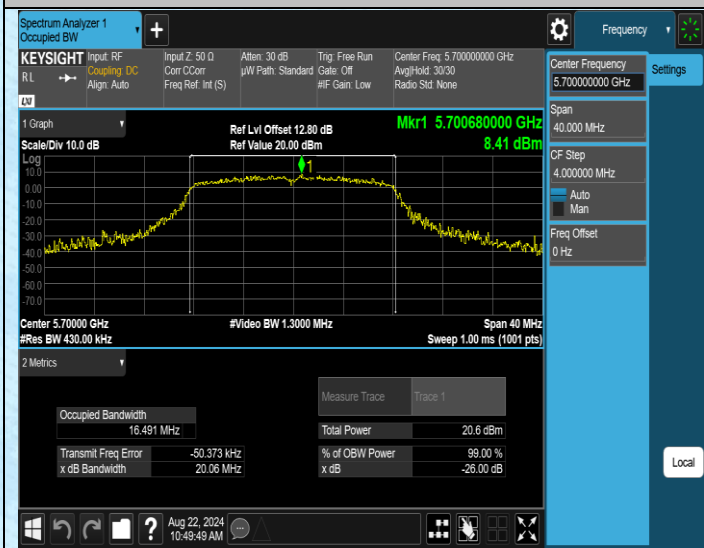 Spectrum Analyzer 1
Occupied BW
Frequency
KEYSIGHT
R L
LXI
Input: RF
Coupling: DC
Align: Auto
Input Z: 50 Ω
Corr CCorr
Freq Ref: Int (S)
Atten: 30 dB
µW Path: Standard
Trig: Free Run
Gate: Off
#IF Gain: Low
Center Freq: 5.700000000 GHz
Avg|Hold: 30/30
Radio Std: None
Center Frequency
5.700000000 GHz
Settings
Span
40.000 MHz
CF Step
4.000000 MHz
Auto
Man
Freq Offset
0 Hz
Local
1 Graph
Scale/Div 10.0 dB
Ref Lvl Offset 12.80 dB
Ref Value 20.00 dBm
Mkr1 5.700680000 GHz
8.41 dBm
Log
10.0
0.00
-10.0
-20.0
-30.0
-40.0
-50.0
-60.0
-70.0
1
Center 5.70000 GHz
#Video BW 1.3000 MHz
Span 40 MHz
#Res BW 430.00 kHz
Sweep 1.00 ms (1001 pts)
2 Metrics
Measure Trace
Trace 1
Occupied Bandwidth
16.491 MHz
Total Power
20.6 dBm
Transmit Freq Error
-50.373 kHz
% of OBW Power
99.00 %
x dB Bandwidth
20.06 MHz
x dB
-26.00 dB
?
Aug 22, 2024
10:49:49 AM